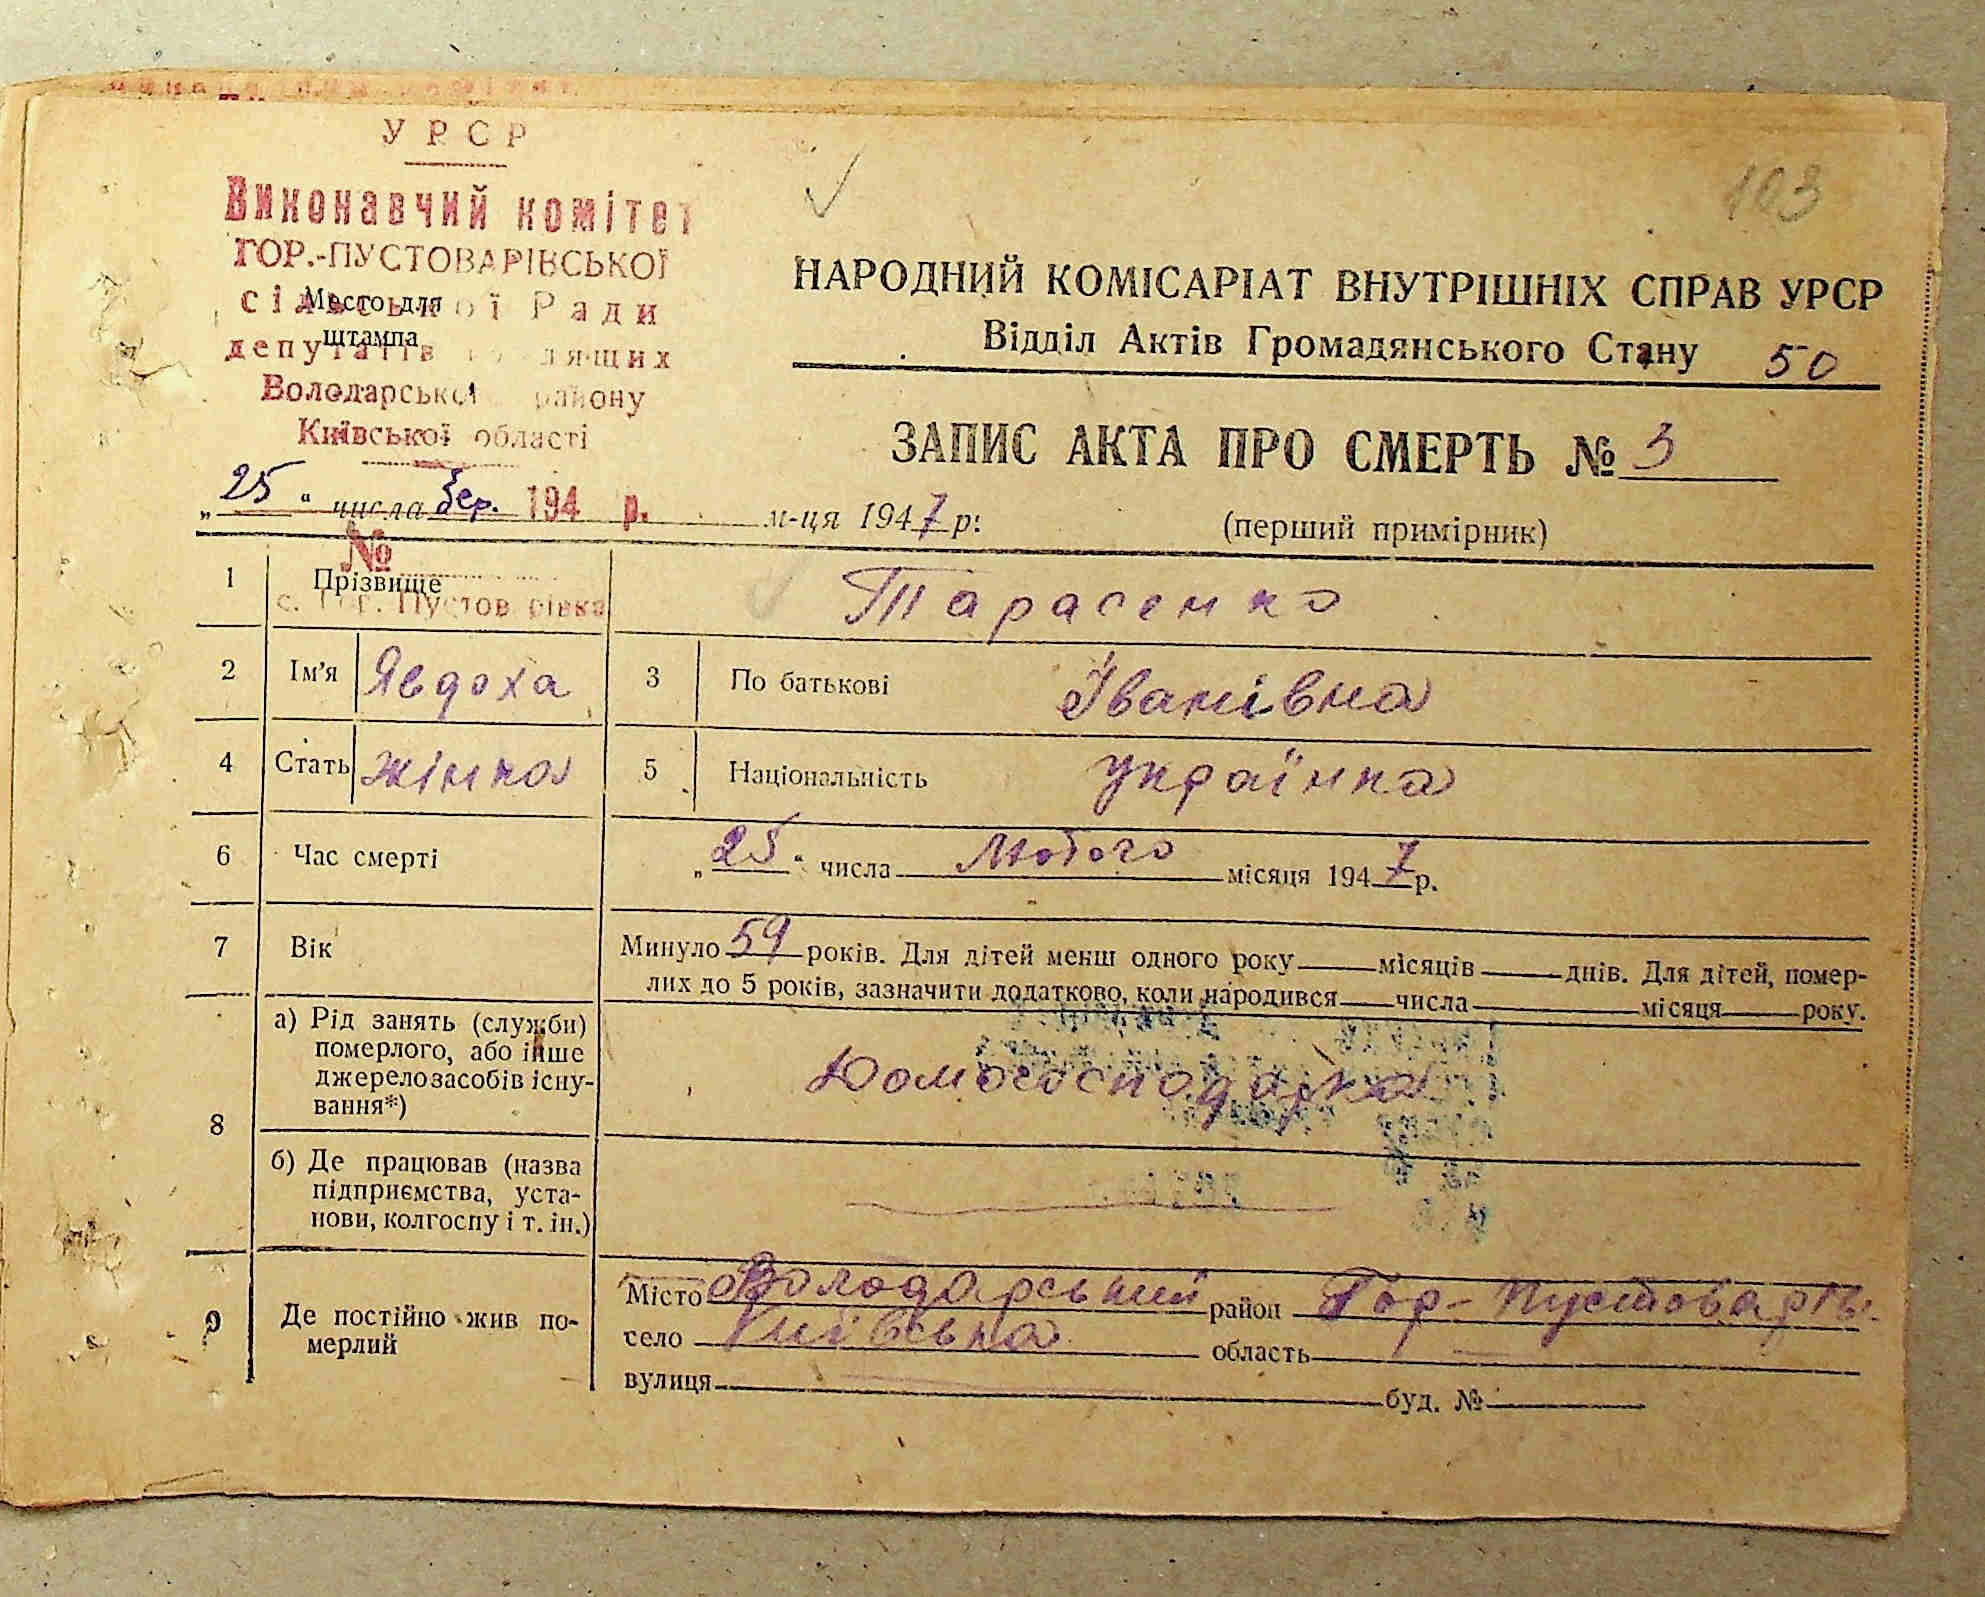 103
УРСР
Виконавчий комітет
ГОР.-ПУСТОВАРІВСЬКОЇ
сільської Ради
Место для
штампа
депутатів трудящих
Володарської району
Київської області
194 р.
№
с. Гор. Пустоварівка
НАРОДНИЙ КОМІСАРІАТ ВНУТРІШНІХ СПРАВ УРСР
Відділ Актів Громадянського Стану 50
ЗАПИС АКТА ПРО СМЕРТЬ № 3
„25" числа бер. м-ця 1947 р.
(перший примірник)
1 Прізвище Тарасенко
2 Ім'я Явдоха 3 По батькові Іванівна
4 Стать жінка 5 Національність українка
6 Час смерті „25" числа Лютого місяця 1947 р.
7 Вік Минуло 59 років. Для дітей менш одного року місяців днів. Для дітей, помер-
лих до 5 років, зазначити додатково, коли народився числа місяця року.
8 а) Рід занять (служби)
померлого, або інше
джерело засобів існу-
вання*)
Домогосподарка
б) Де працював (назва
підприємства, уста-
нови, колгоспу і т. ін.)
9 Де постійно жив по-
мерлий
Місто Володарський район Гор-Пустоварів.
село Київська область
вулиця буд. №